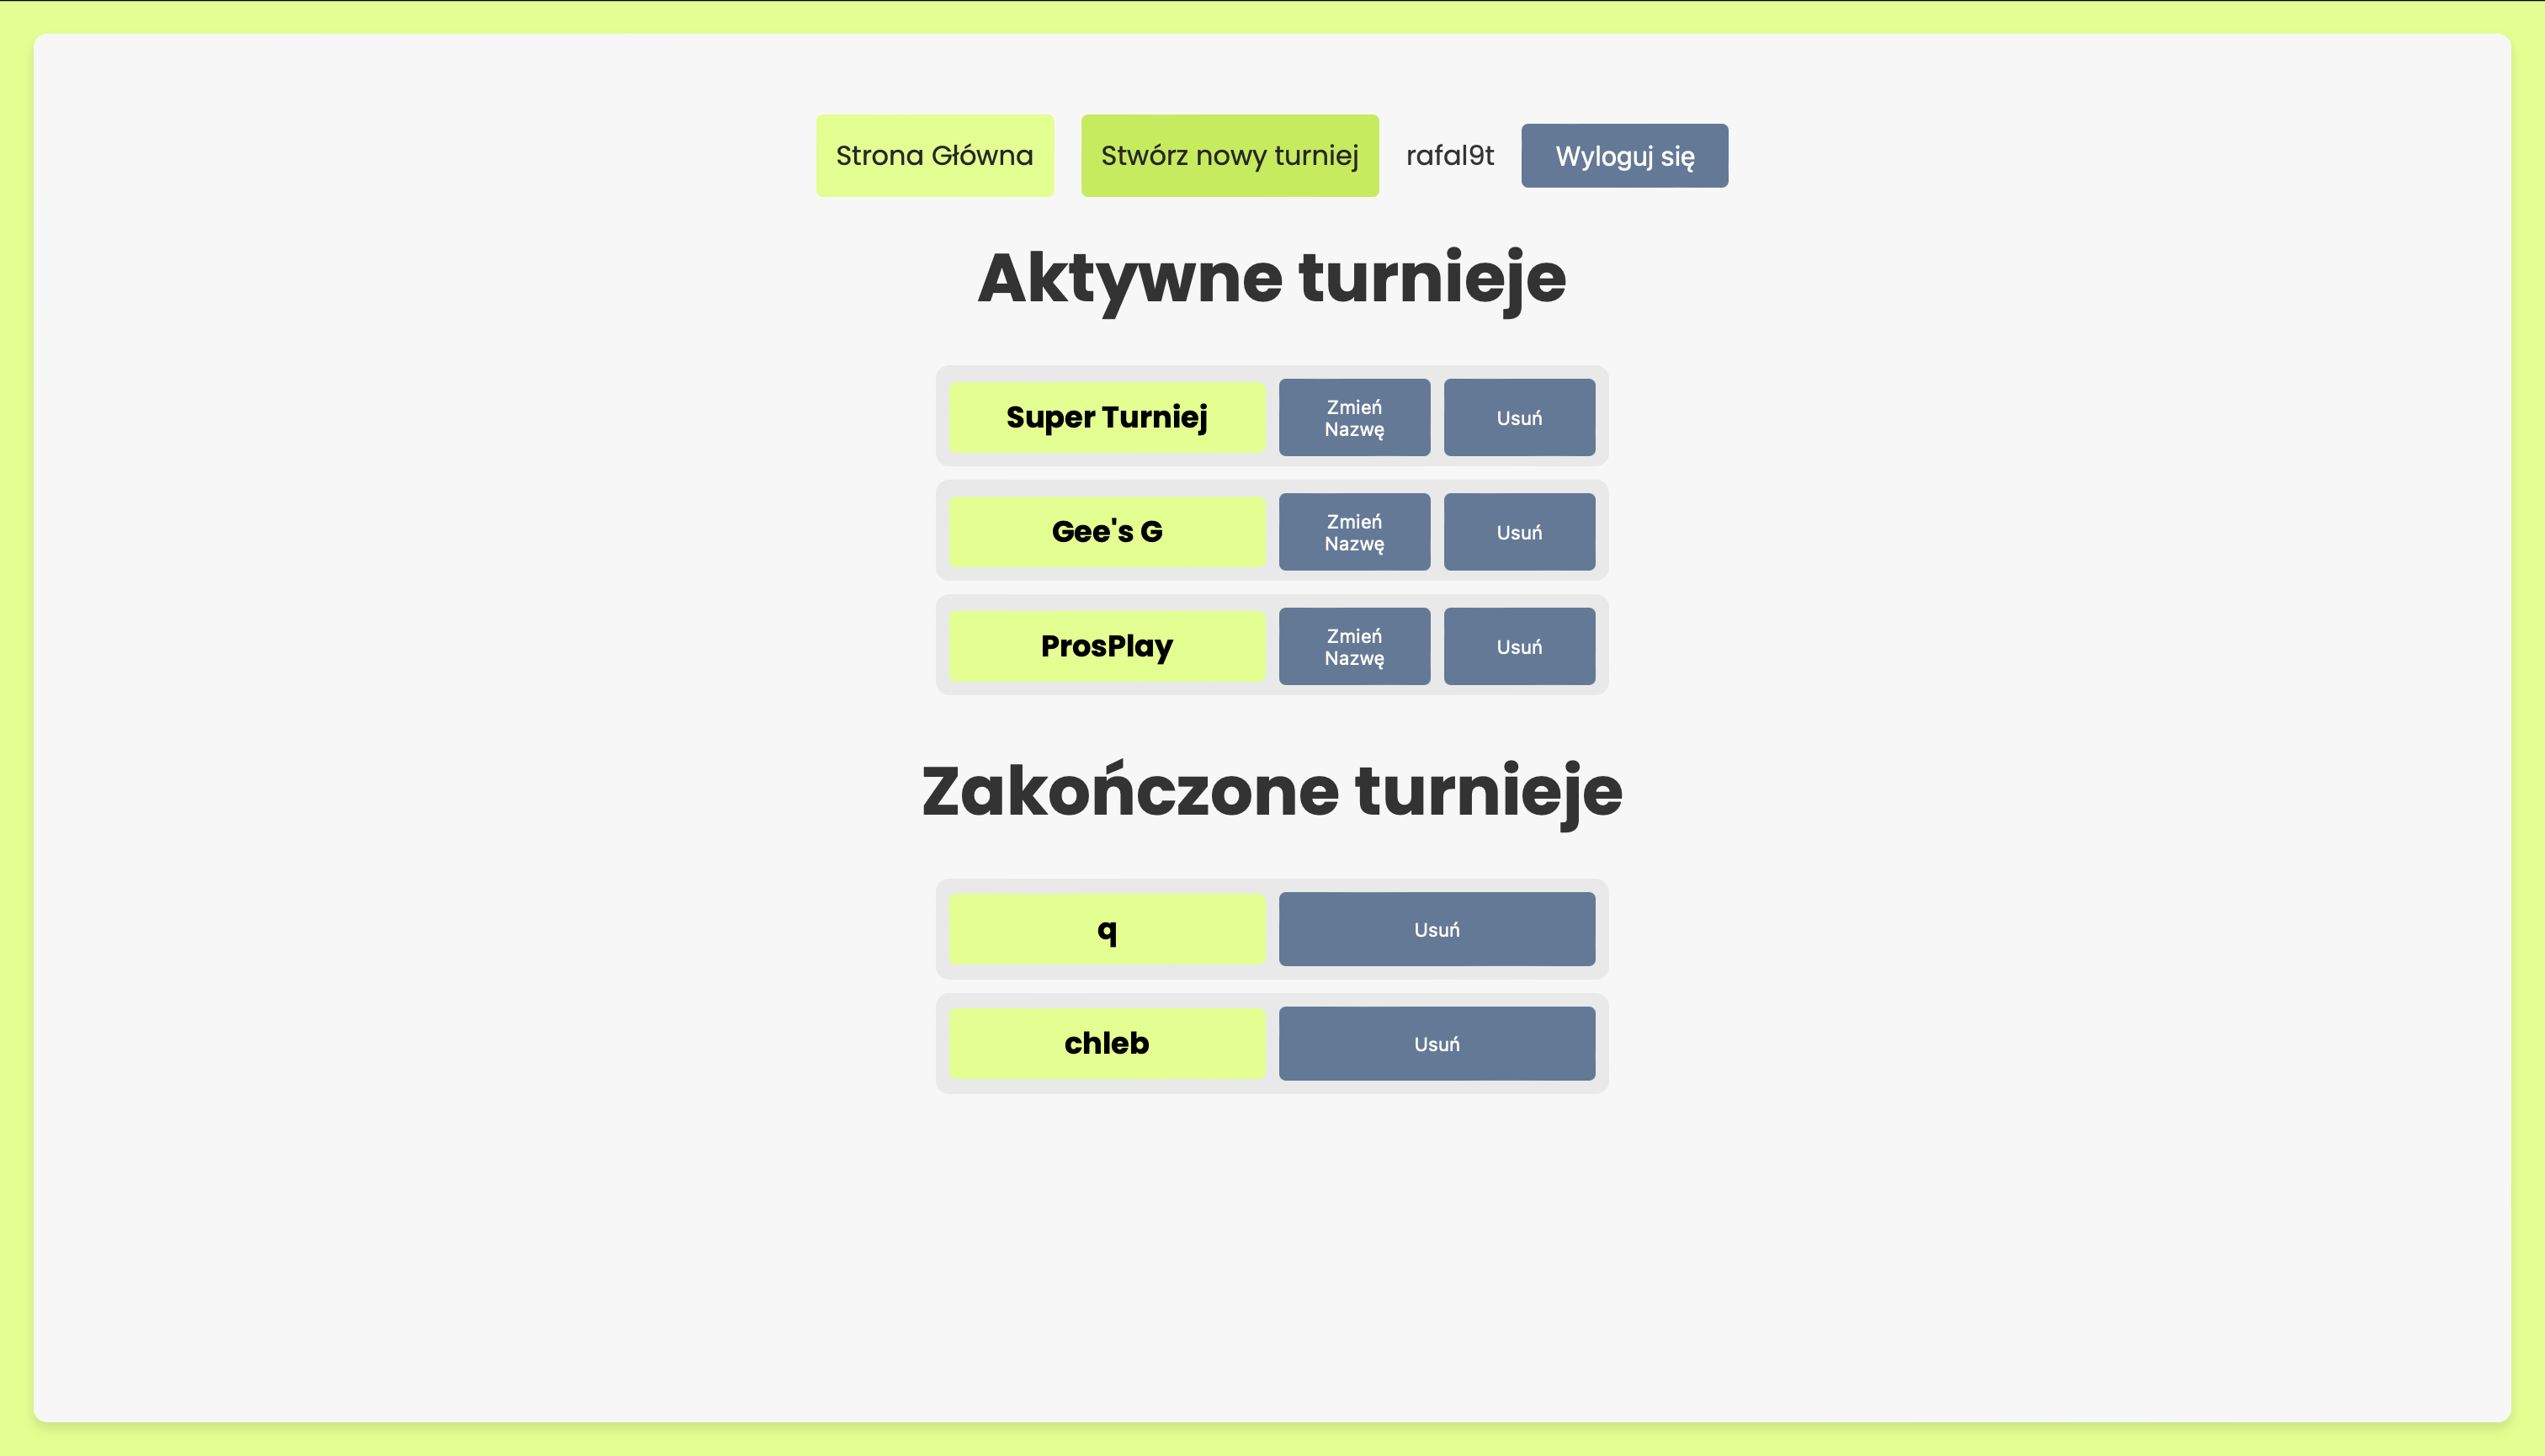 Strona Główna Stwórz nowy turniej rafal9t Wyloguj się
Aktywne turnieje
Super Turniej
Zmień
Nazwę
Usuń
Gee's G
Zmień
Nazwę
Usuń
ProsPlay
Zmień
Nazwę
Usuń
Zakończone turnieje
q Usuń
chleb Usuń